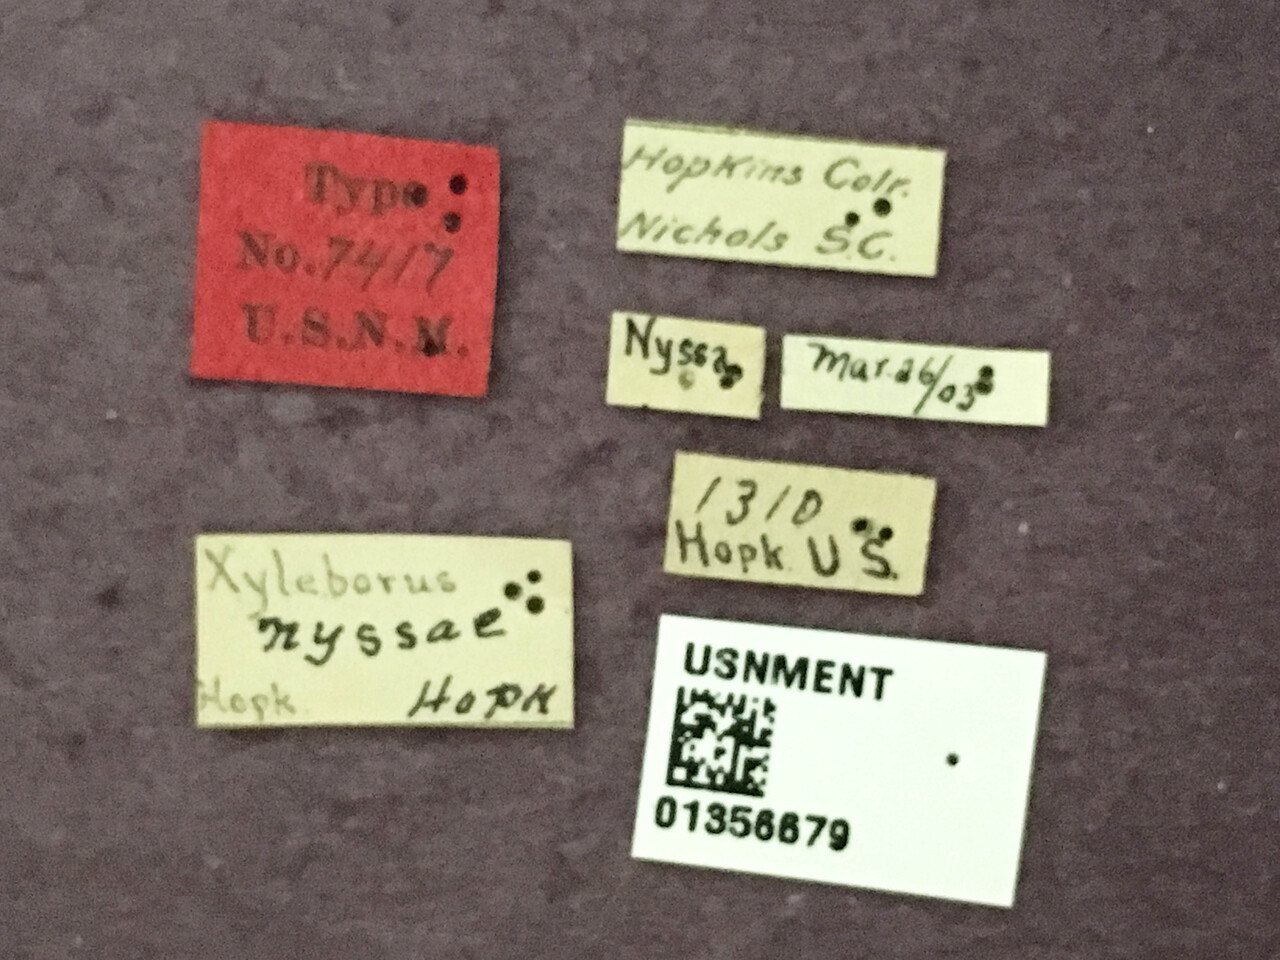 Type
No. 7417
U.S.N.M.
Hopkins Colr.
Nichols S.C.
Nyssa
Mar. 26/03
1310
Hopk. U S.
Xyleborus
nyssae
Hopk. Hopk
USNMENT
01356679